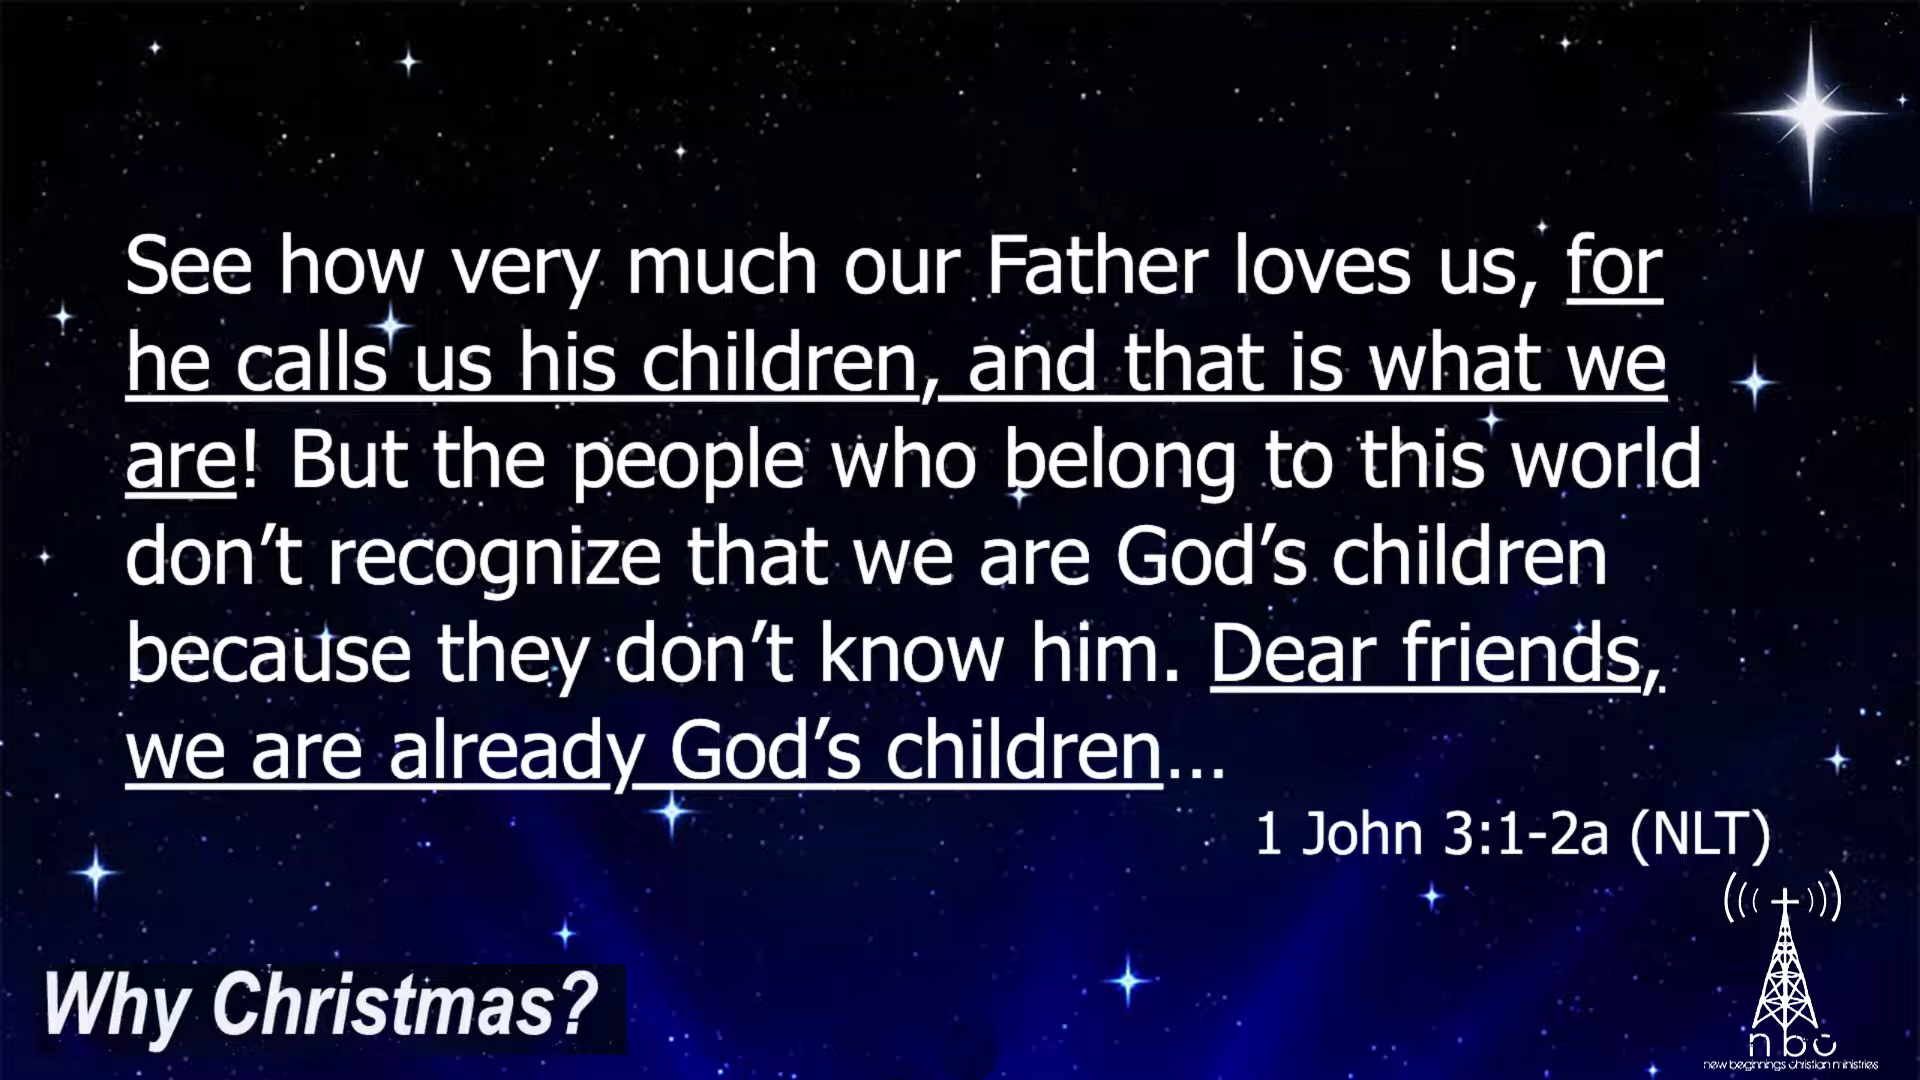 See how very much our Father loves us, for
he calls us his children, and that is what we
are! But the people who belong to this world
don’t recognize that we are God’s children
because they don’t know him. Dear friends,
we are already God’s children...
1 John 3:1-2a (NLT)
Why Christmas?
nbc
new beginnings christian ministries